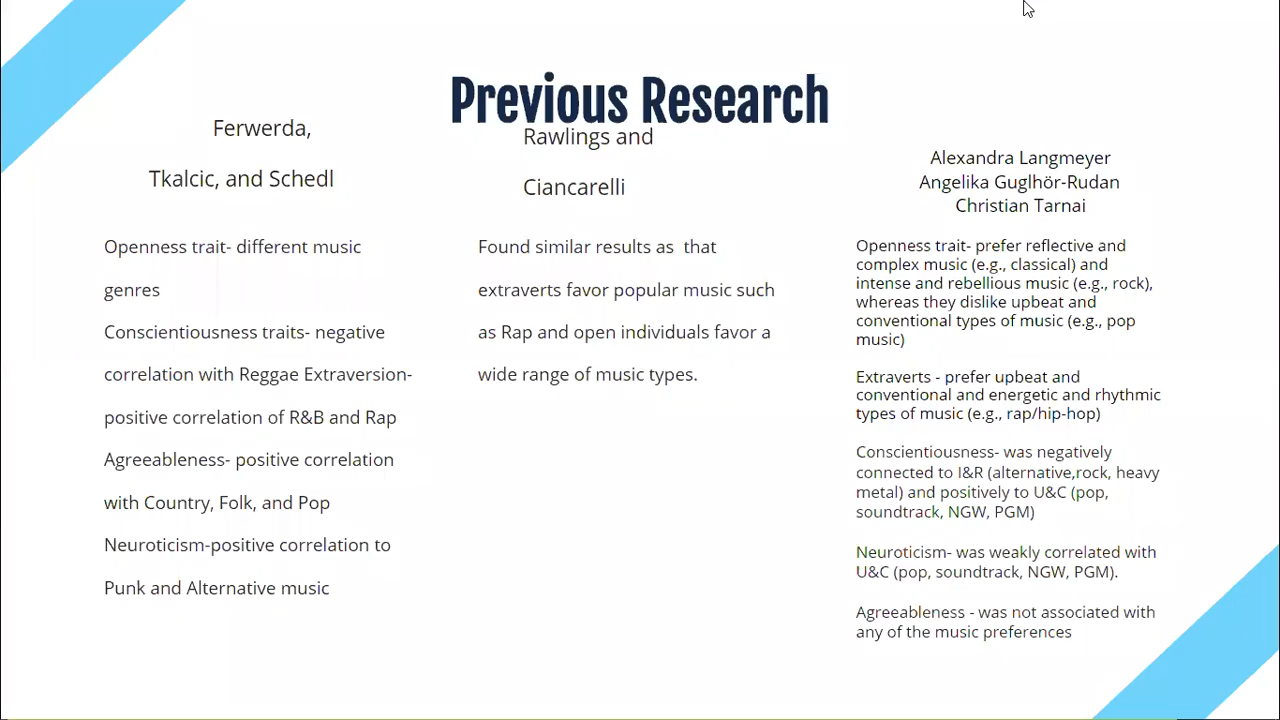 Previous Research
Ferwerda,
Tkalcic, and Schedl
Openness trait- different music
genres
Conscientiousness traits- negative
correlation with Reggae Extraversion-
positive correlation of R&B and Rap
Agreeableness- positive correlation
with Country, Folk, and Pop
Neuroticism-positive correlation to
Punk and Alternative music
Rawlings and
Ciancarelli
Found similar results as  that
extraverts favor popular music such
as Rap and open individuals favor a
wide range of music types.
Alexandra Langmeyer
Angelika Guglhör-Rudan
Christian Tarnai
Openness trait- prefer reflective and
complex music (e.g., classical) and
intense and rebellious music (e.g., rock),
whereas they dislike upbeat and
conventional types of music (e.g., pop
music)
Extraverts - prefer upbeat and
conventional and energetic and rhythmic
types of music (e.g., rap/hip-hop)
Conscientiousness- was negatively
connected to I&R (alternative,rock, heavy
metal) and positively to U&C (pop,
soundtrack, NGW, PGM)
Neuroticism- was weakly correlated with
U&C (pop, soundtrack, NGW, PGM).
Agreeableness - was not associated with
any of the music preferences